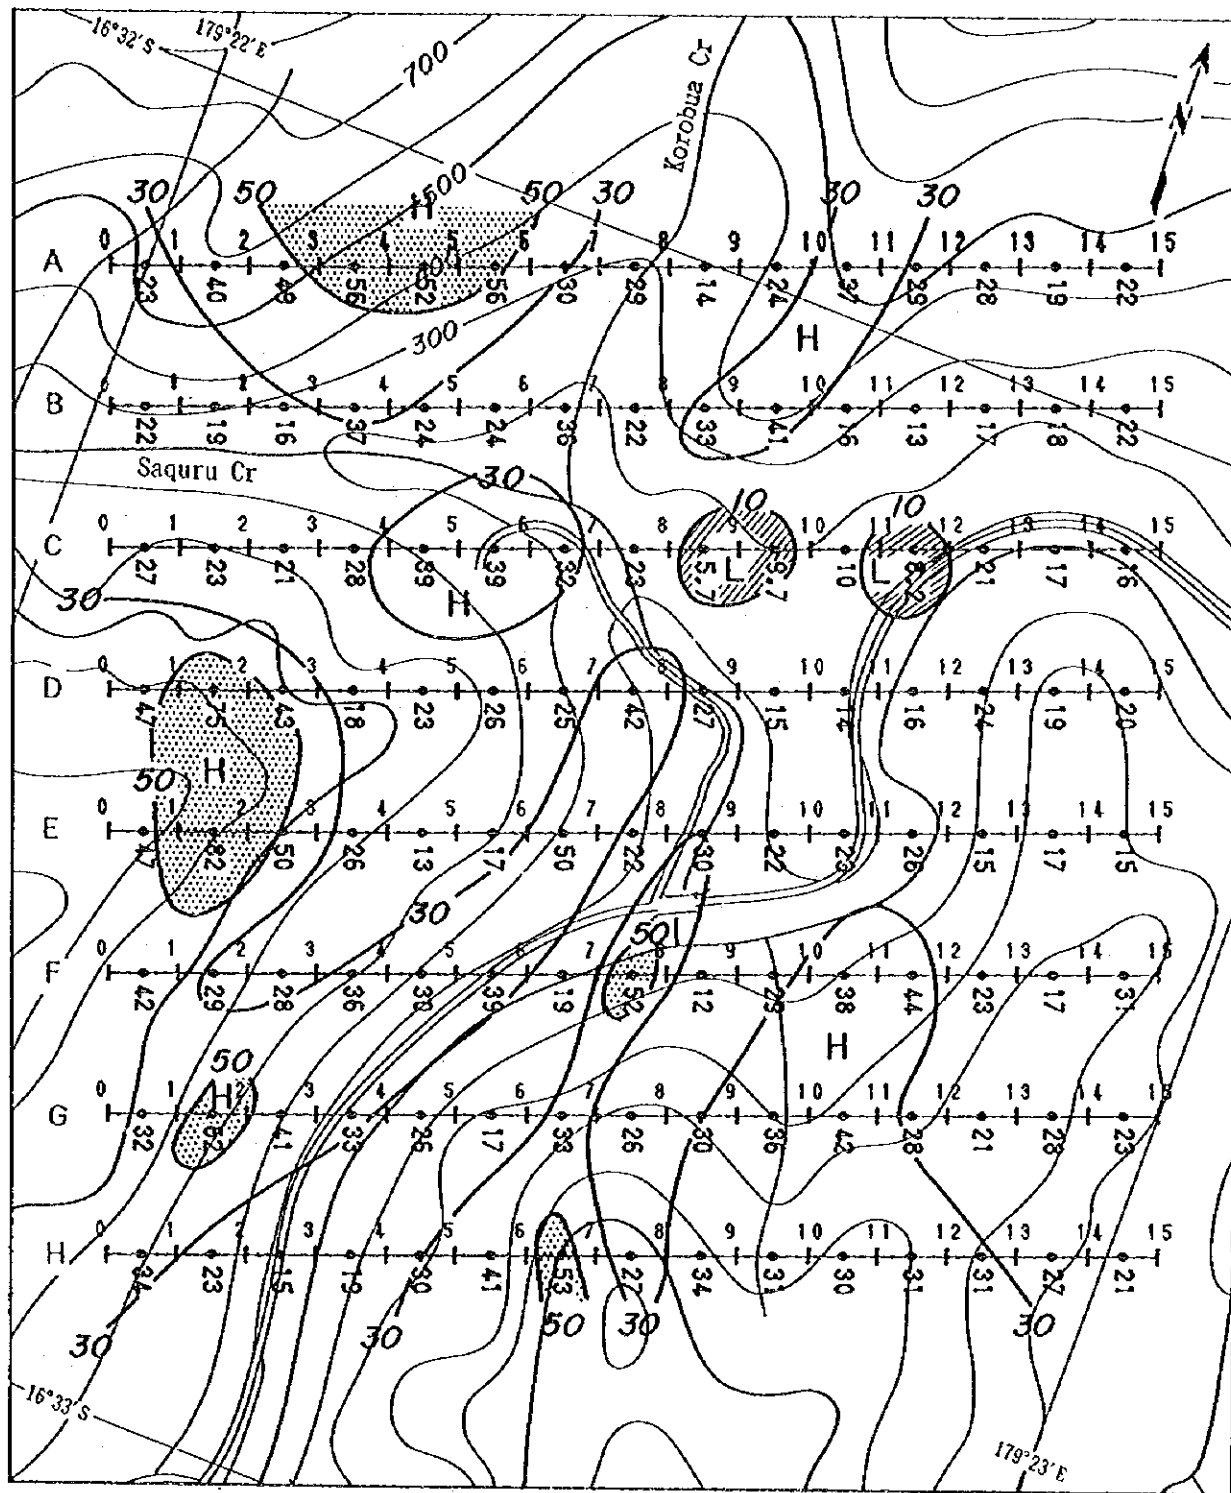 16°32'S
179°22'E
700
Korobua Cr
N
30 50 H 500 50 30 30 30
0 1 2 3 4 5 6 7 8 9 10 11 12 13 14 15
A
23 40 49 56 52 56 30 29 14 24 37 29 28 19 22
300
H
1 2 3 4 5 6 7 8 9 10 11 12 13 14 15
B
22 19 16 37 24 24 36 22 33 41 16 13 17 18 22
Saquru Cr
30
10 10
0 1 2 3 4 5 6 7 8 9 10 11 12 13 14 15
C
27 23 21 28 39 39 32 23 5.7 L 9.7 10 L 8.2 21 17 16
30
H
0 1 2 3 4 5 6 7 8 9 10 11 12 13 14 15
D
47 75 43 18 23 26 25 42 27 15 14 16 24 19 20
H
50
0 1 2 3 4 5 6 7 8 9 10 11 12 13 14 15
E
47 82 50 26 13 17 50 22 30 22 23 26 15 17 15
30
50
0 1 2 3 4 5 6 7 8 9 10 11 12 13 14 15
F
42 29 28 36 38 39 19 52 12 28 38 44 23 17 31
H
50
H
0 1 2 3 4 5 6 7 8 9 10 11 12 13 14 15
G
32 62 41 33 26 17 33 26 30 36 42 28 21 28 23
0 1 2 3 4 5 6 7 8 9 10 11 12 13 14 15
H
34 23 15 19 30 41 53 27 34 31 30 31 31 27 21
30 30 50 30 30
16°33'S
179°23'E